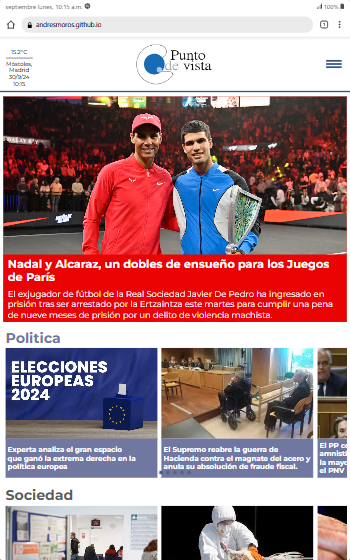 septiembre lunes, 10:15 a.m.
100%
andresmoros.github.io
15.2°C
Móstoles,
Madrid
30/9/24
10:15
Punto
de vista
Nadal y Alcaraz, un dobles de ensueño para los Juegos
de París
El exjugador de fútbol de la Real Sociedad Javier De Pedro ha ingresado en
prisión tras ser arrestado por la Ertzaintza este martes para cumplir una pena
de nueve meses de prisión por un delito de violencia machista.
Politica
ELECCIONES
EUROPEAS
2024
Experta analiza el gran espacio
que ganó la extrema derecha en la
política europea
El Supremo reabre la guerra de
Hacienda contra el magnate del acero y
anula su absolución de fraude fiscal.
El PP co
amnistí
la mayo
el PNV
Sociedad